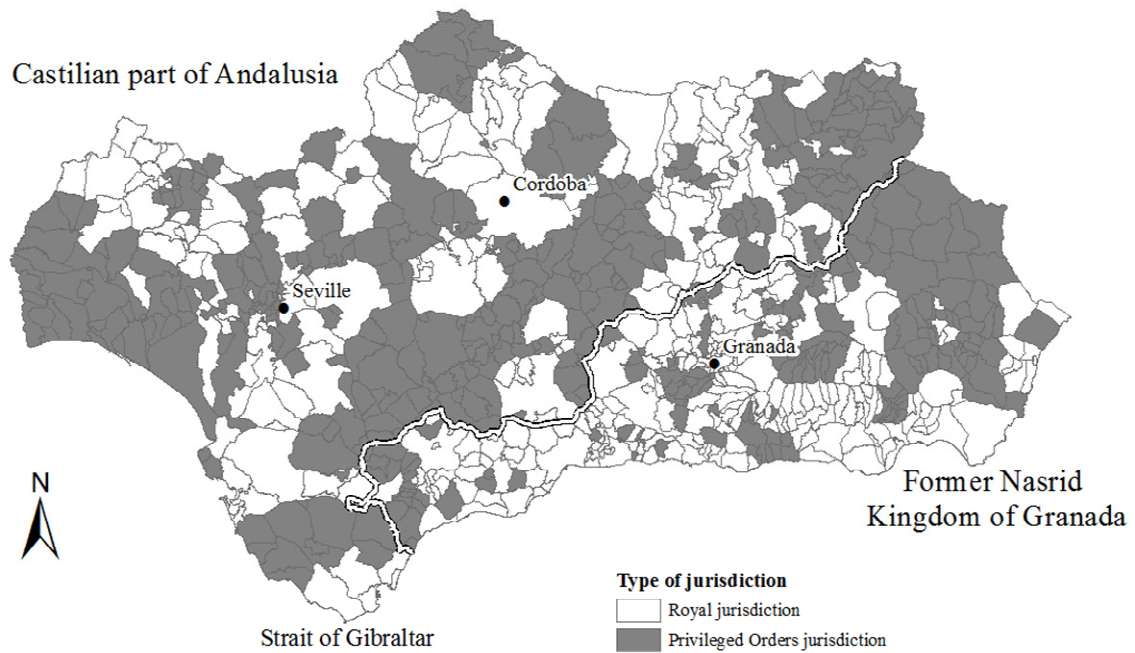 Castilian part of Andalusia
Cordoba
Seville
Granada
N
Former Nasrid
Kingdom of Granada
Type of jurisdiction
Royal jurisdiction
Privileged Orders jurisdiction
Strait of Gibraltar